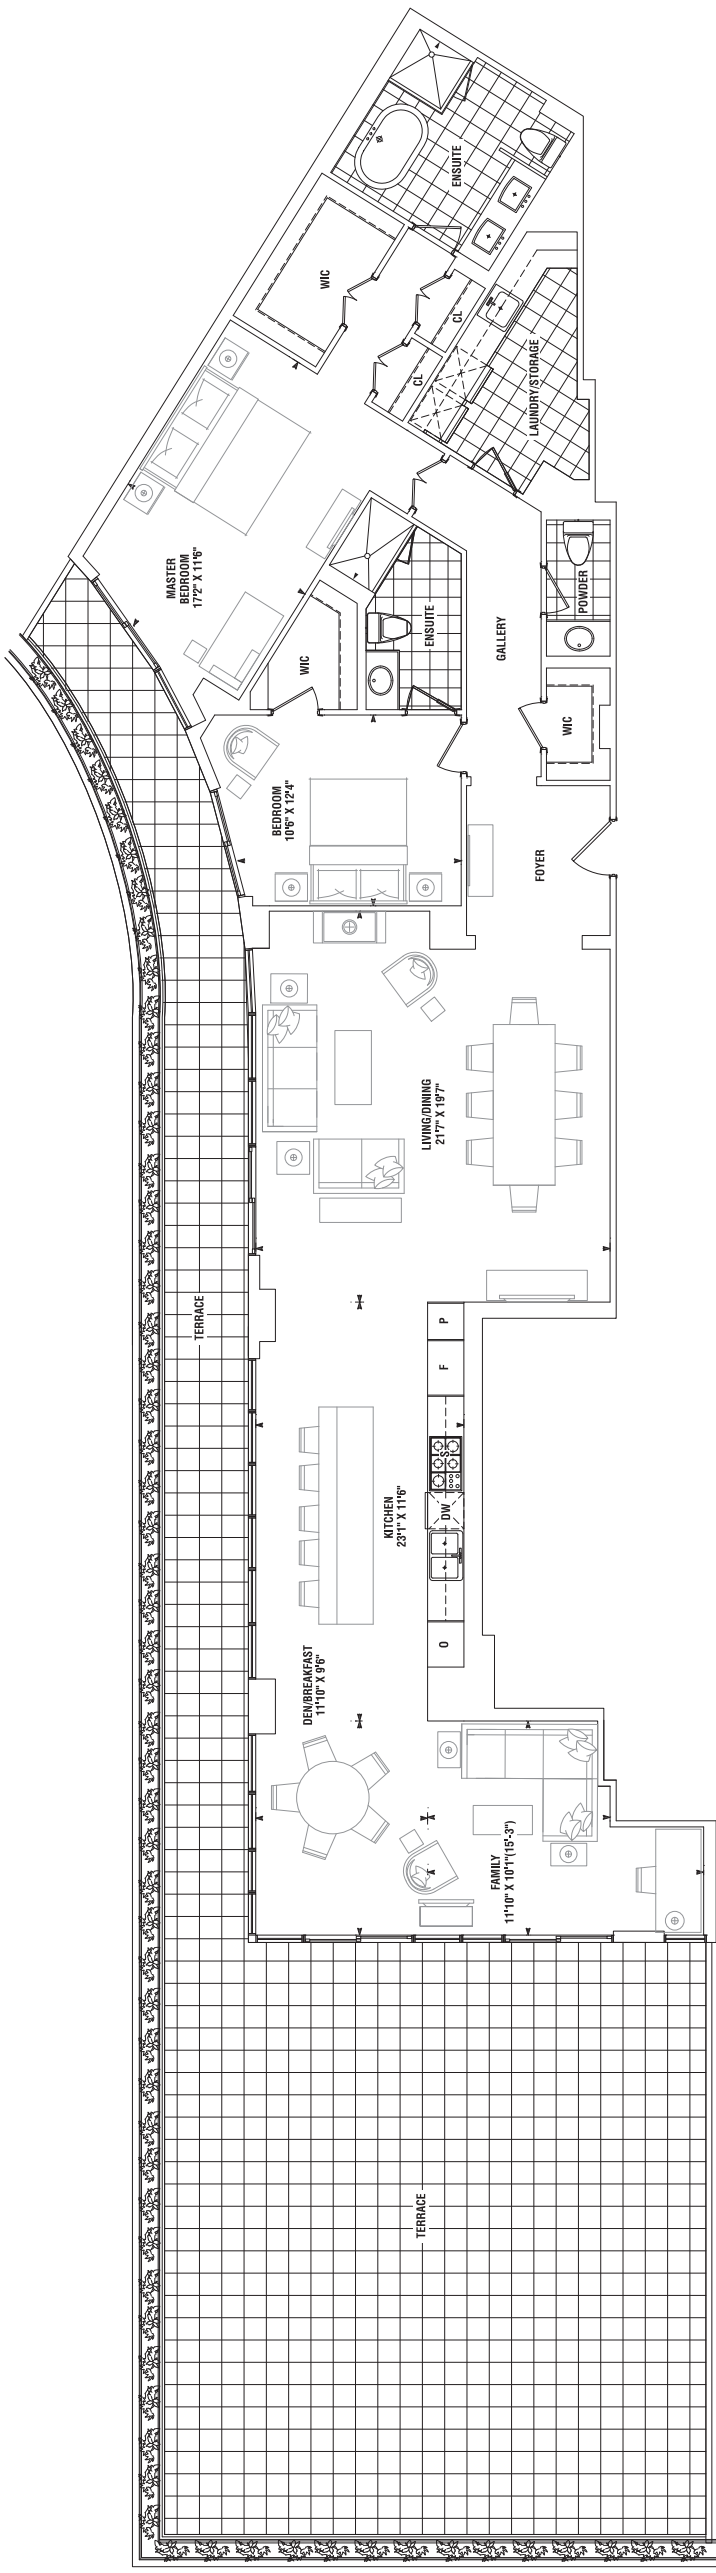 ENSUITE
WIC
CL
CL
LAUNDRY/STORAGE
MASTER
BEDROOM
17'2" X 11'6"
POWDER
ENSUITE
GALLERY
WIC
WIC
BEDROOM
10'6" X 12'4"
FOYER
LIVING/DINING
21'7" X 19'7"
TERRACE
P
F
S
DW
KITCHEN
23'1" X 11'6"
O
DEN/BREAKFAST
11'10" X 9'6"
FAMILY
11'10" X 10'1"(15'-3")
TERRACE